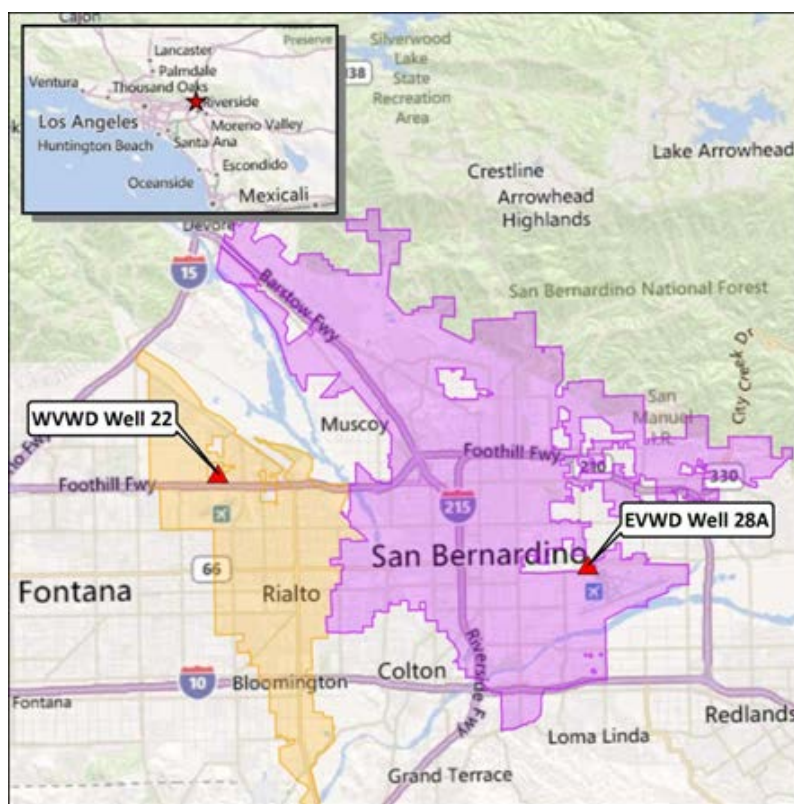 Cajon
Preserve
Lancaster
Palmdale
Ventura
Thousand Oaks
Riverside
Los Angeles
Moreno Valley
Huntington Beach
Santa Ana
Escondido
Oceanside
Mexicali
Silverwood
Lake
State
Recreation
Area
138
Crestline
Lake Arrowhead
Arrowhead
Highlands
Devore
15
Barstow Fwy
San Bernardino National Forest
City Creek Dr
San
Manuel
I.R.
WVWD Well 22
Muscoy
no Fwy
Foothill Fwy
Foothill Fwy
210
330
215
EVWD Well 28A
San Bernardino
66
Fontana
Rialto
Riverside Fwy
Colton
10
Bloomington
Fontana
Redlands
Loma Linda
Grand Terrace